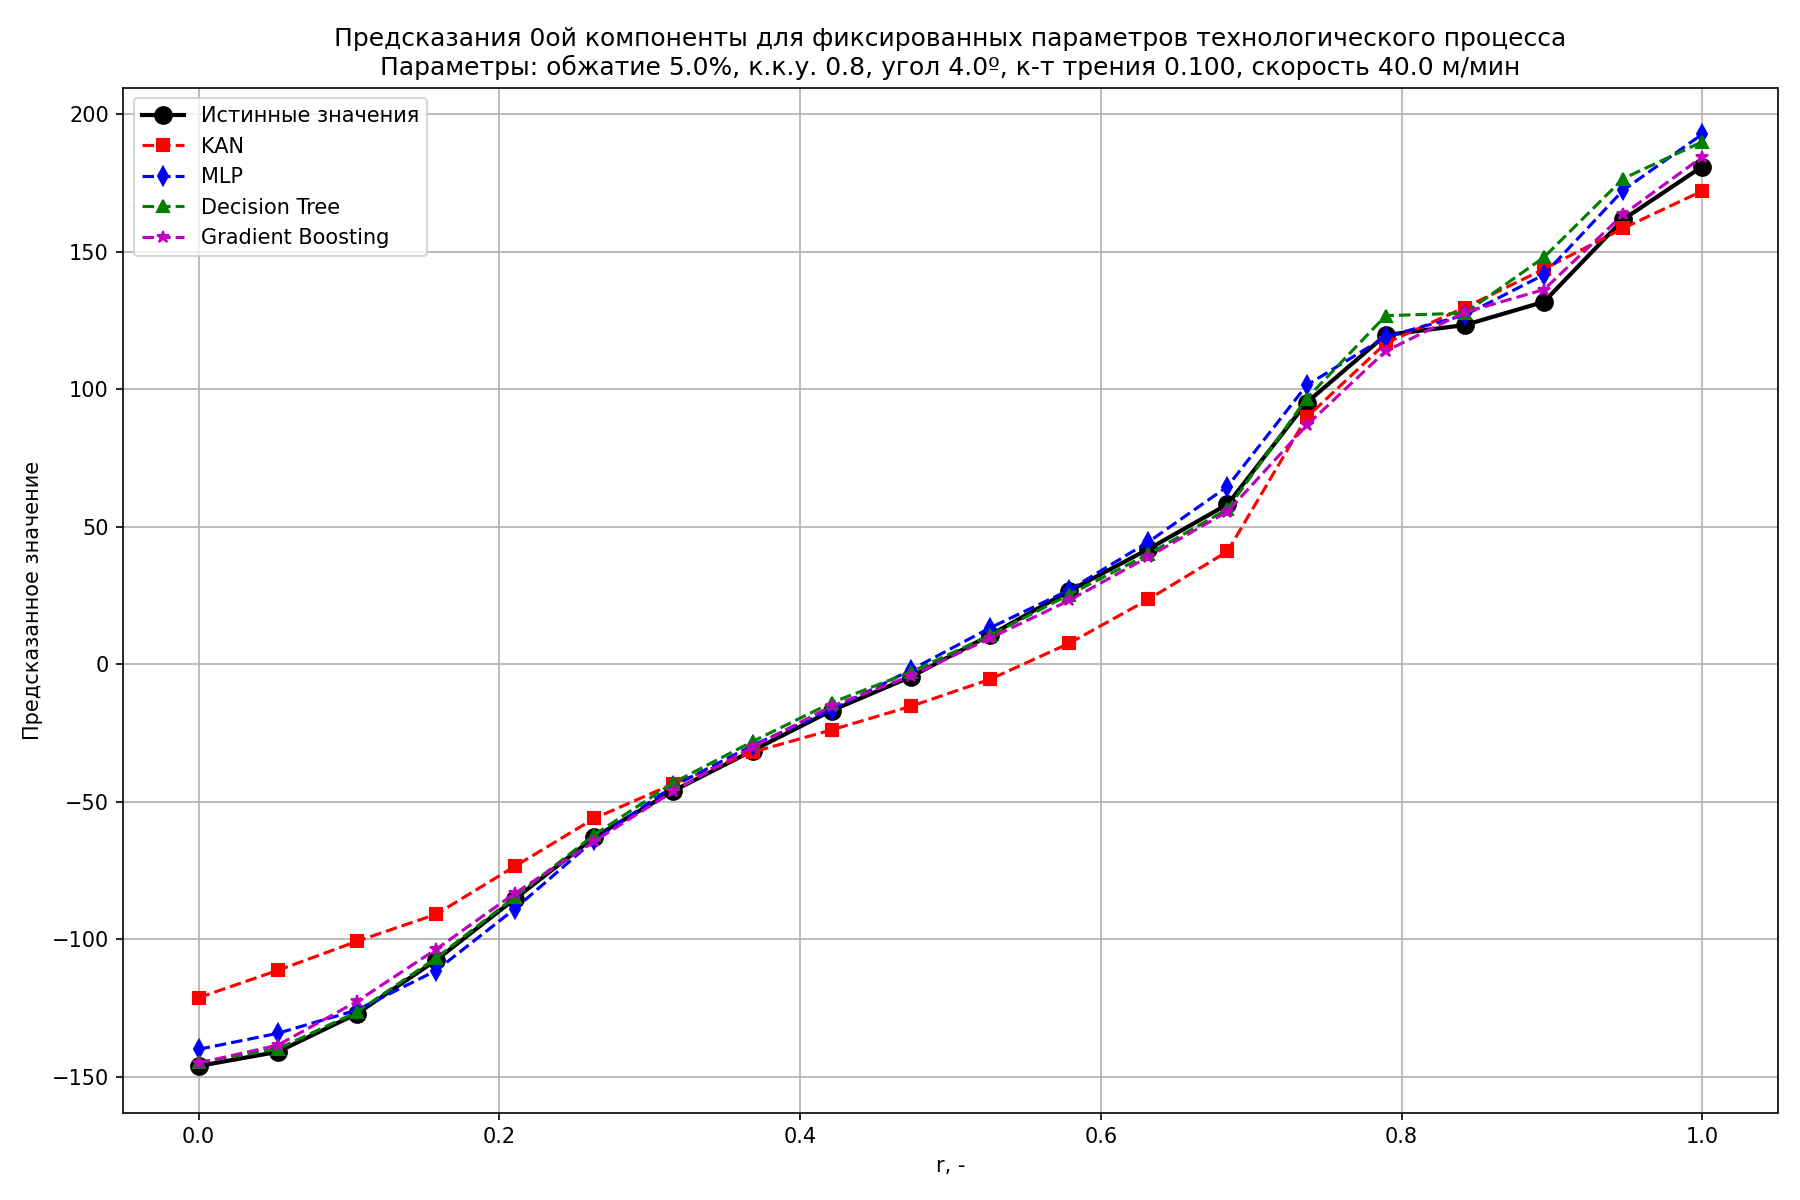 Предсказания 0ой компоненты для фиксированных параметров технологического процесса
Параметры: обжатие 5.0%, к.к.у. 0.8, угол 4.0º, к-т трения 0.100, скорость 40.0 м/мин
Истинные значения
KAN
MLP
Decision Tree
Gradient Boosting
Предсказанное значение
200
150
100
50
0
−50
−100
−150
0.0
0.2
0.4
0.6
0.8
1.0
r, -